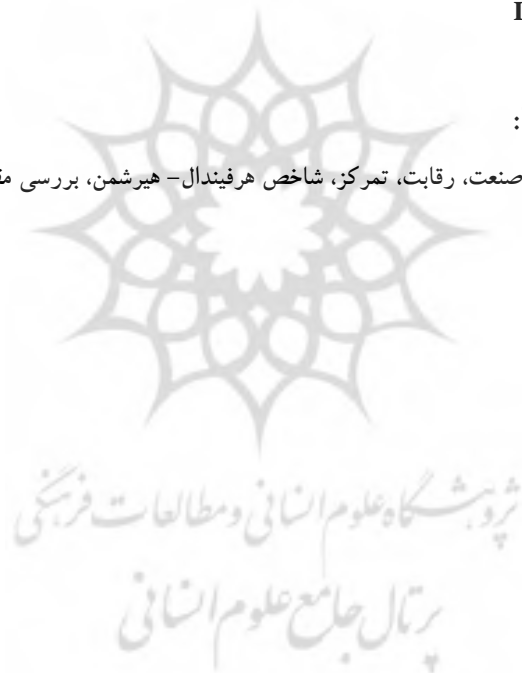 I
:
صنعت، رقابت، تمرکز، شاخص هرفیندال– هیرشمن، بررسی
پژوهشگاه علوم انسانی و مطالعات فرهنگی
پرتال جامع علوم انسانی